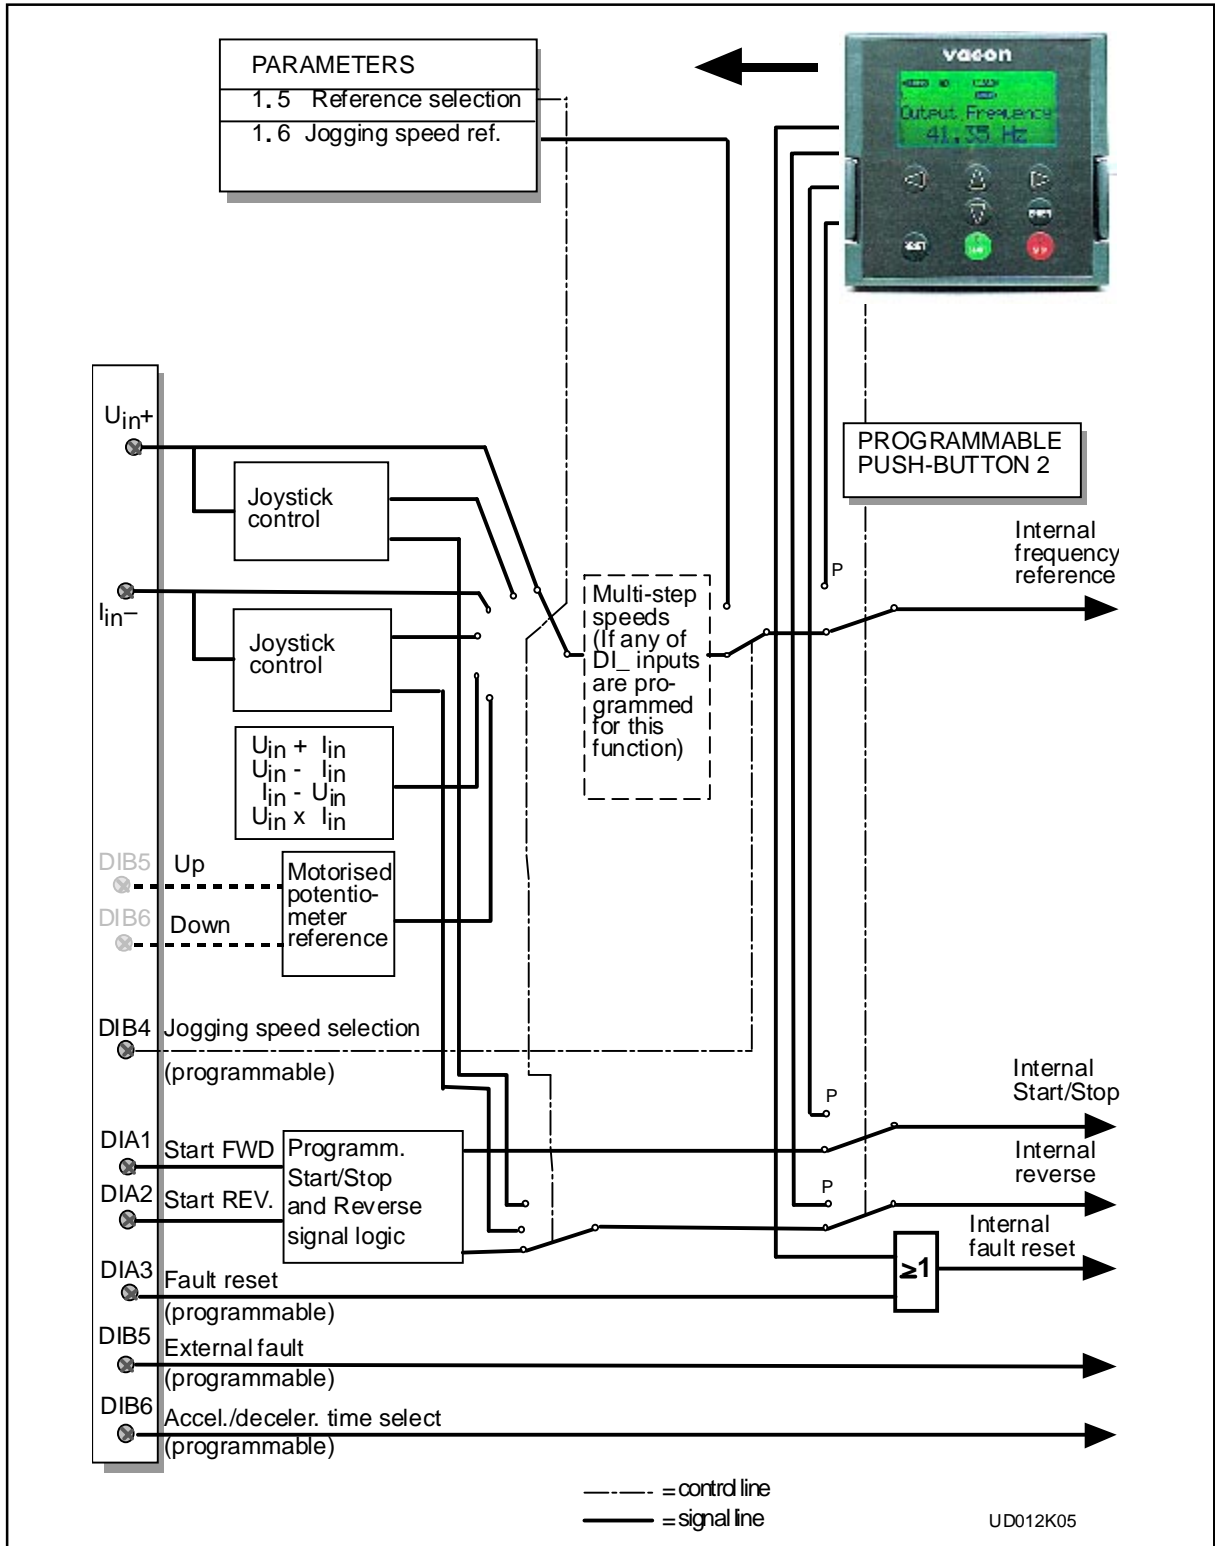 PARAMETERS
1.5 Reference selection
1.6 Jogging speed ref.
vacon
Output Frequency
41.35 Hz
PROGRAMMABLE
PUSH-BUTTON 2
Uin+
Joystick
control
Iin–
Joystick
control
Uin + Iin
Uin - Iin
Iin - Uin
Uin x Iin
Multi-step
speeds
(If any of
DI_ inputs
are pro-
grammed
for this
function)
P
Internal
frequency
reference
DIB5 Up
DIB6 Down
Motorised
potentio-
meter
reference
DIB4 Jogging speed selection
(programmable)
P
Internal
Start/Stop
DIA1 Start FWD
DIA2 Start REV.
Programm.
Start/Stop
and Reverse
signal logic
P
Internal
reverse
Internal
fault reset
≥1
DIA3 Fault reset
(programmable)
DIB5 External fault
(programmable)
DIB6 Accel./deceler. time select
(programmable)
= control line
= signal line
UD012K05